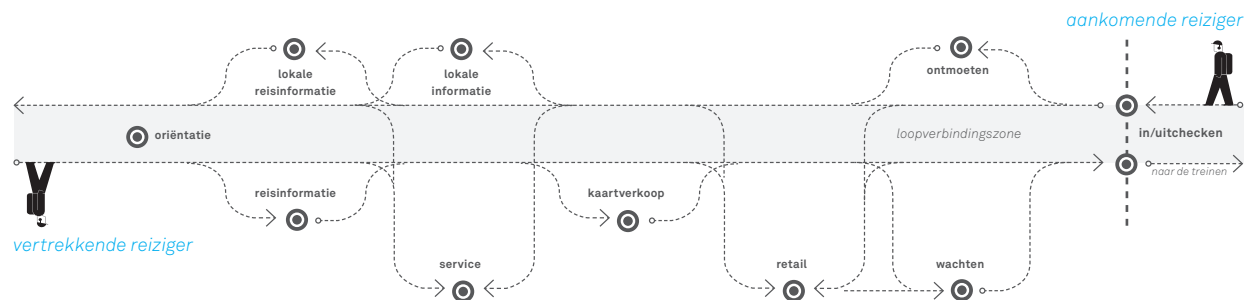 aankomende reiziger
lokale
reisinformatie
lokale
informatie
ontmoeten
oriëntatie
loopverbindingszone
in/uitchecken
naar de treinen
reisinformatie
kaartverkoop
vertrekkende reiziger
service
retail
wachten